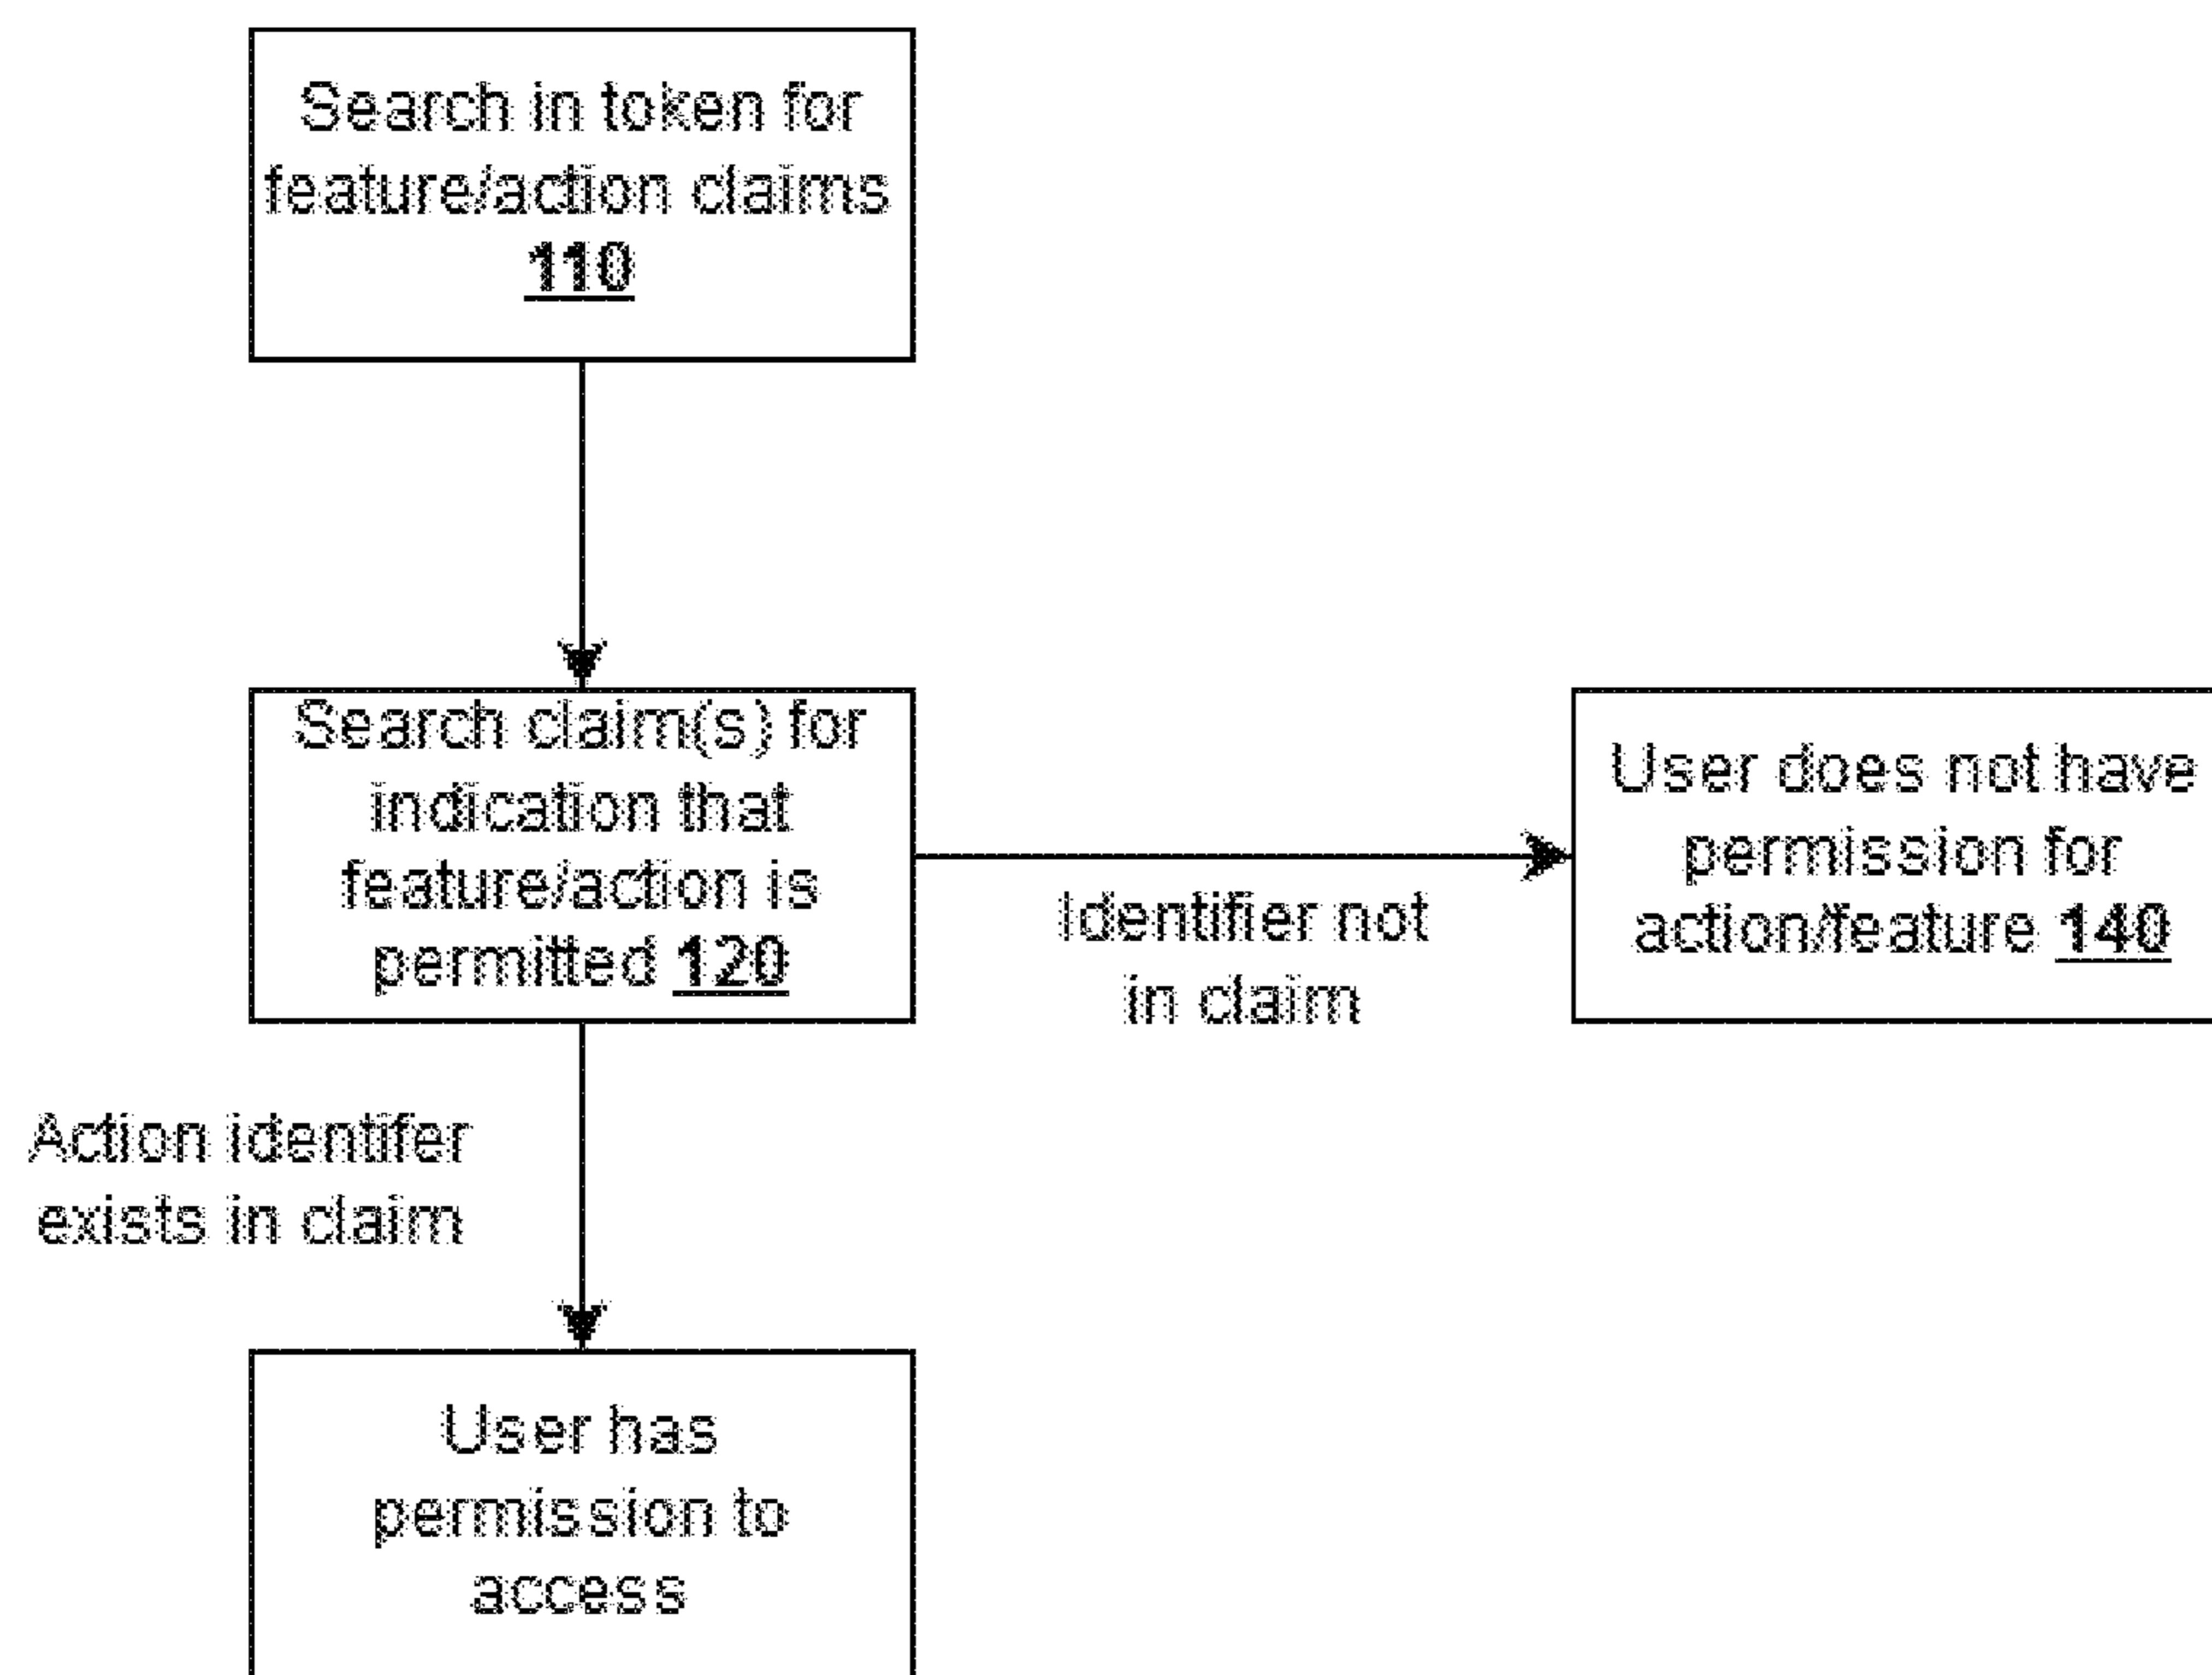 Search in token for
feature/action claims
110
Search claim(s) for
indication that
feature/action is
permitted 120
Identifier not
in claim
User does not have
permission for
action/feature 140
Action identifer
exists in claim
User has
permission to
access